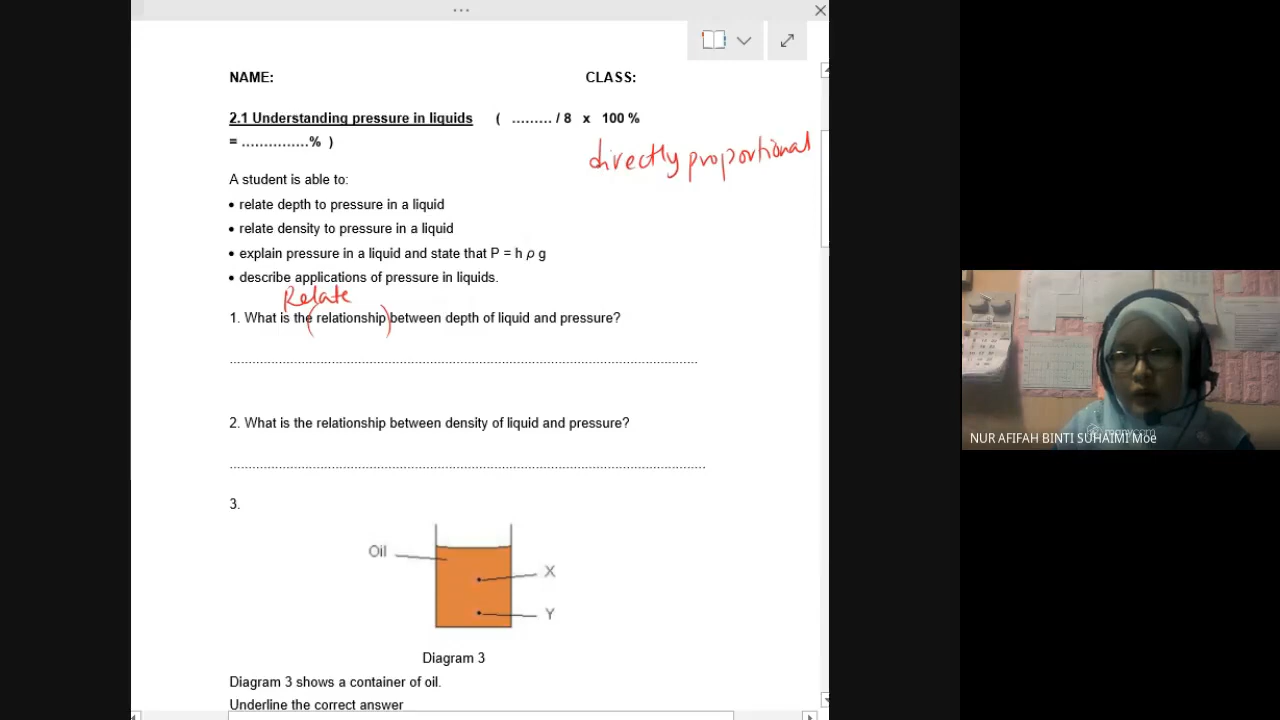 NAME: CLASS:
2.1 Understanding pressure in liquids ( ......... / 8 x 100 %
= ...............% )
directly proportional
A student is able to:
• relate depth to pressure in a liquid
• relate density to pressure in a liquid
• explain pressure in a liquid and state that P = h ρ g
• describe applications of pressure in liquids.
Relate
1. What is the (relationship) between depth of liquid and pressure?
2. What is the relationship between density of liquid and pressure?
3.
Oil
X
Y
Diagram 3
Diagram 3 shows a container of oil.
Underline the correct answer
NUR AFIFAH BINTI SUHAIMI Moe